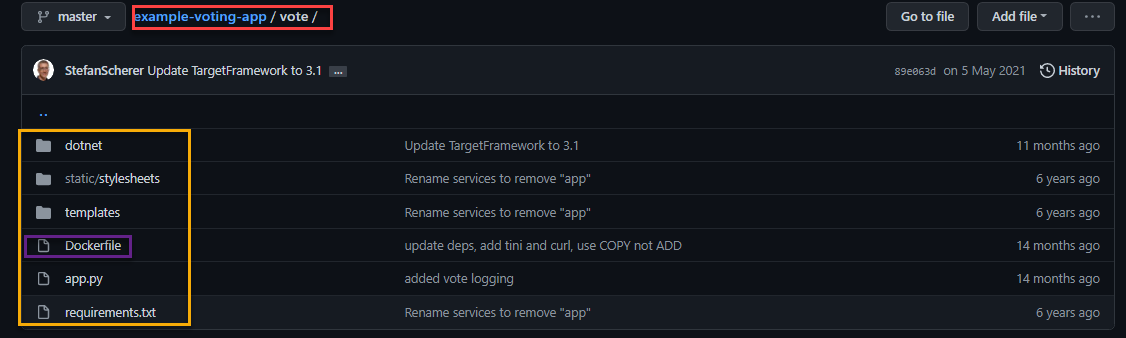 master example-voting-app / vote / Go to file Add file ...
StefanScherer Update TargetFramework to 3.1 ... 89e063d on 5 May 2021 History
..
dotnet Update TargetFramework to 3.1 11 months ago
static/stylesheets Rename services to remove "app" 6 years ago
templates Rename services to remove "app" 6 years ago
Dockerfile update deps, add tini and curl, use COPY not ADD 14 months ago
app.py added vote logging 14 months ago
requirements.txt Rename services to remove "app" 6 years ago